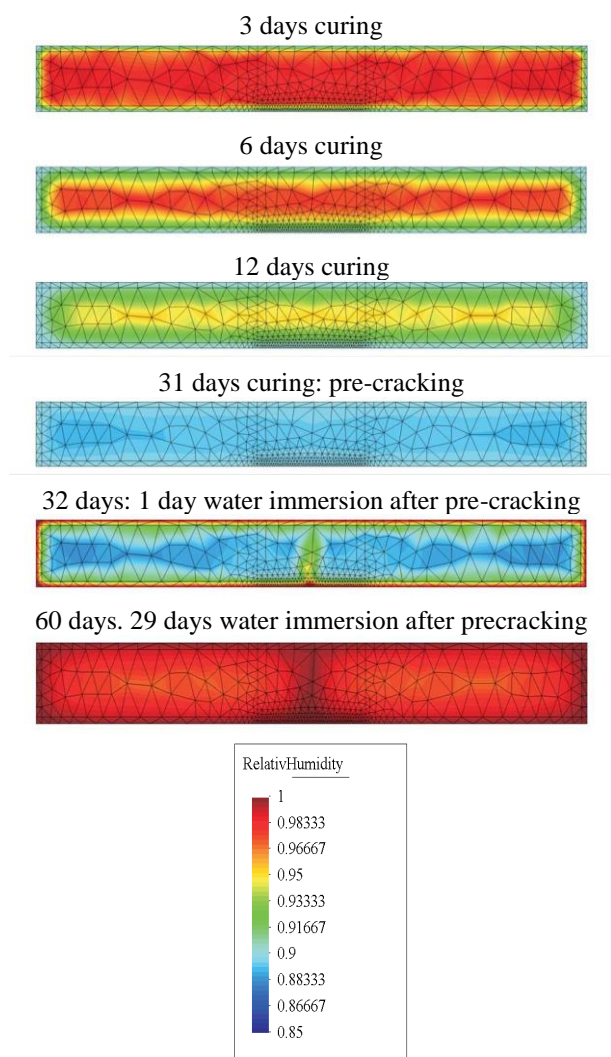 3 days curing
6 days curing
12 days curing
31 days curing: pre-cracking
32 days: 1 day water immersion after pre-cracking
60 days. 29 days water immersion after precracking
RelativHumidity
1
0.98333
0.96667
0.95
0.93333
0.91667
0.9
0.88333
0.86667
0.85